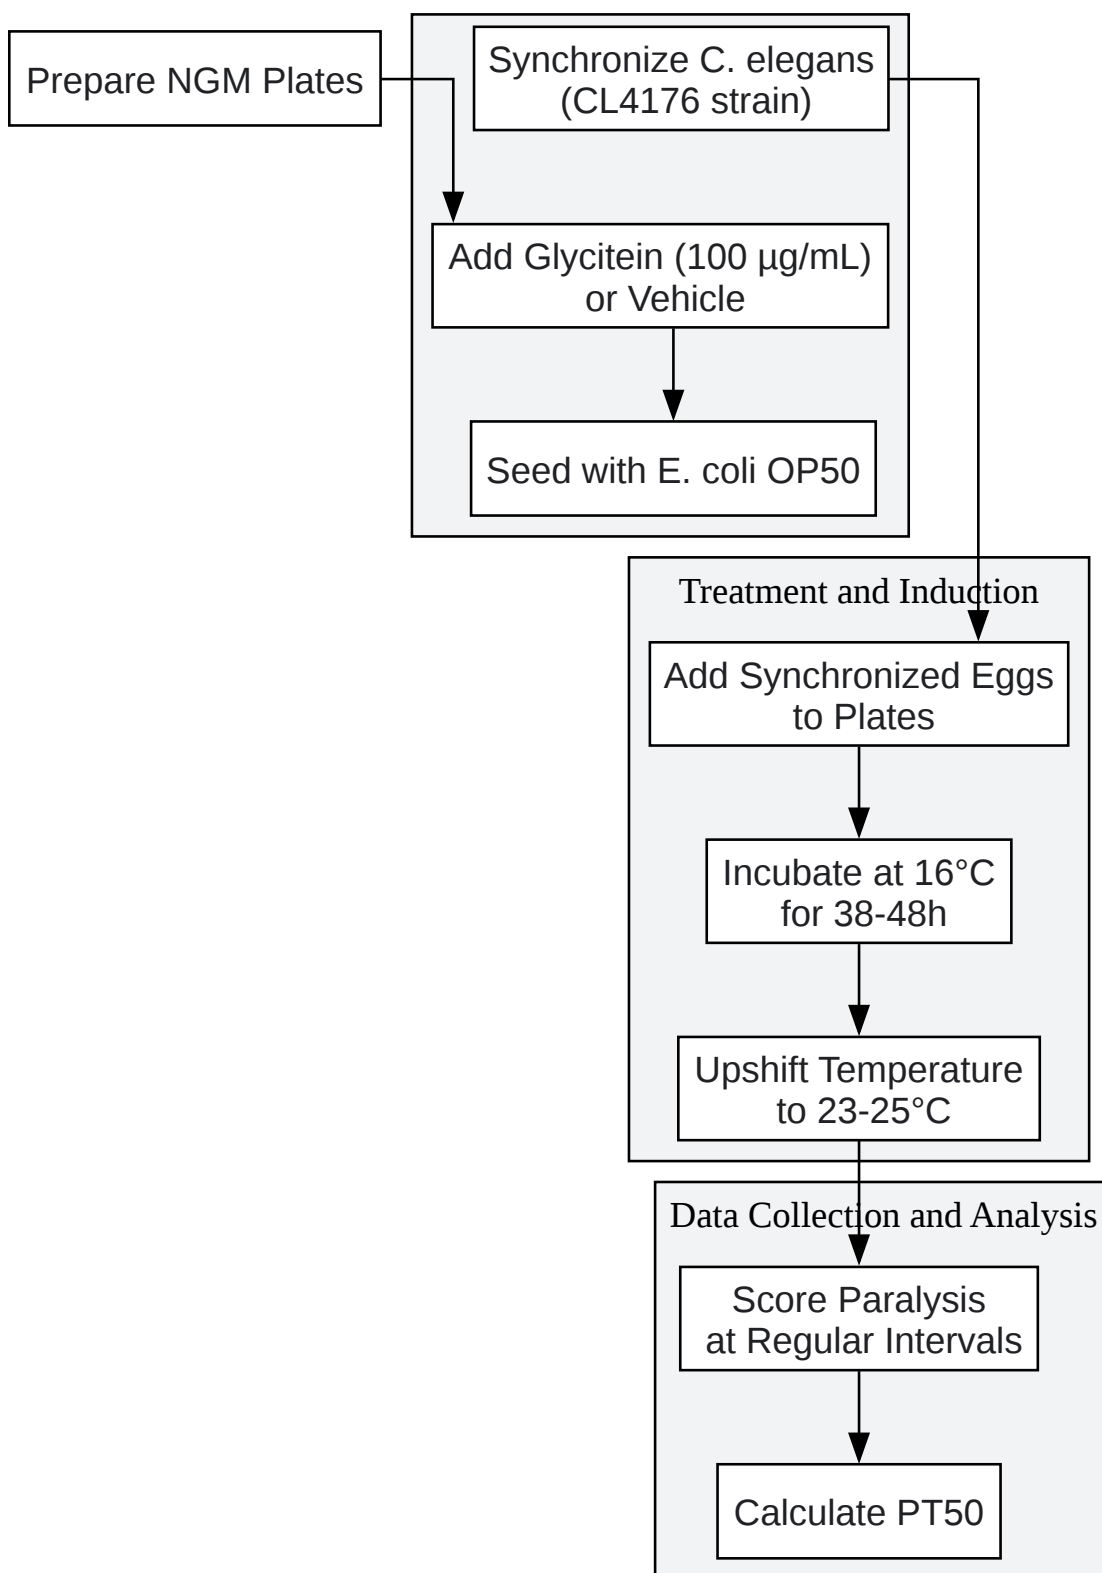 Prepare NGM Plates
Synchronize C. elegans
(CL4176 strain)
Add Glycitein (100 µg/mL)
or Vehicle
Seed with E. coli OP50
Treatment and Induction
Add Synchronized Eggs
to Plates
Incubate at 16°C
for 38-48h
Upshift Temperature
to 23-25°C
Data Collection and Analysis
Score Paralysis
at Regular Intervals
Calculate PT50